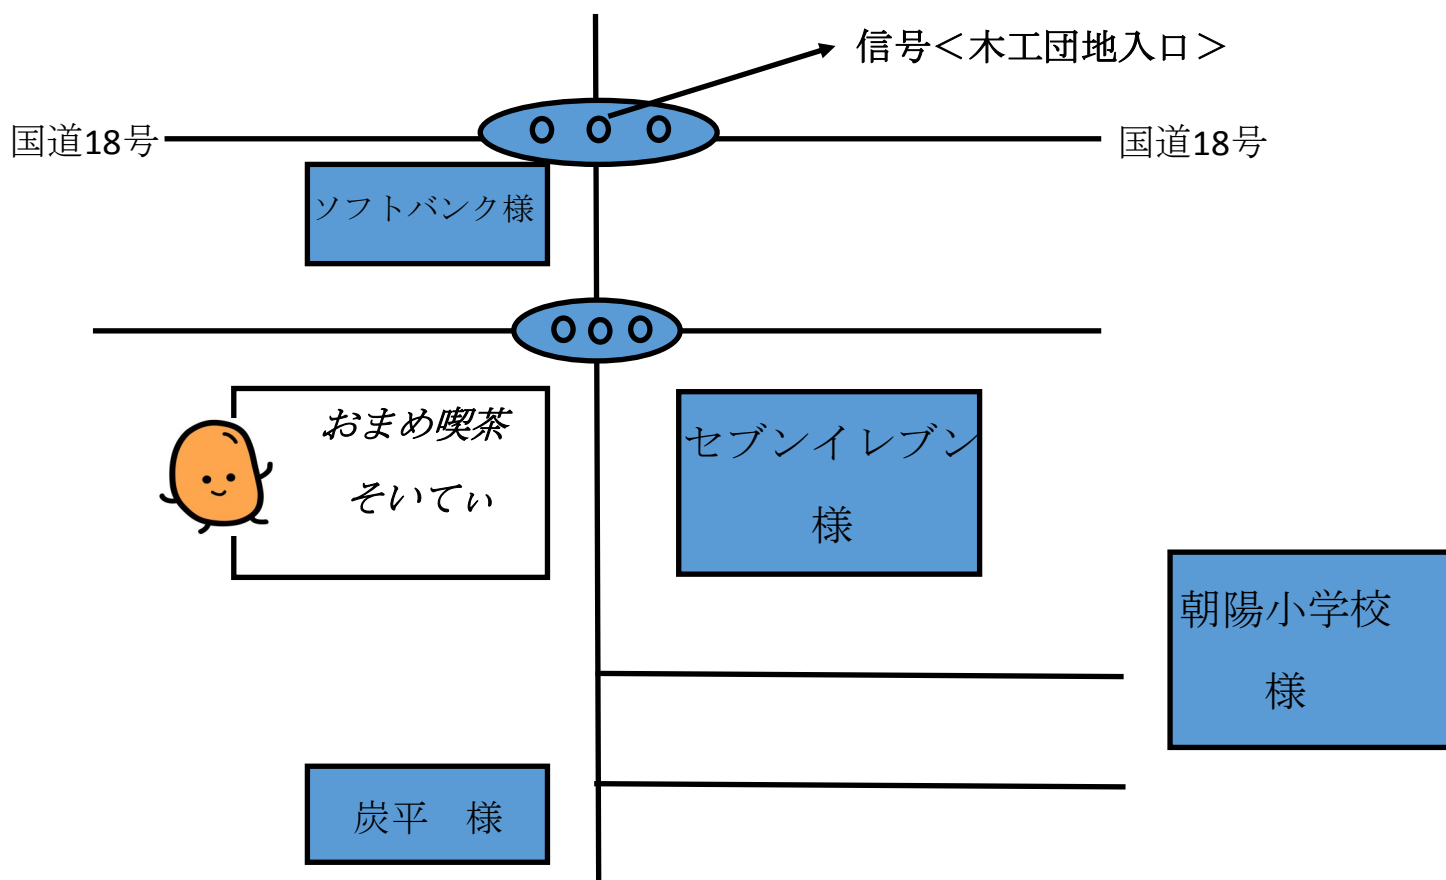 信号＜木工団地入口＞
国道18号
国道18号
ソフトバンク様
おまめ喫茶
そいてぃ
セブンイレブン
様
朝陽小学校
様
炭平　様